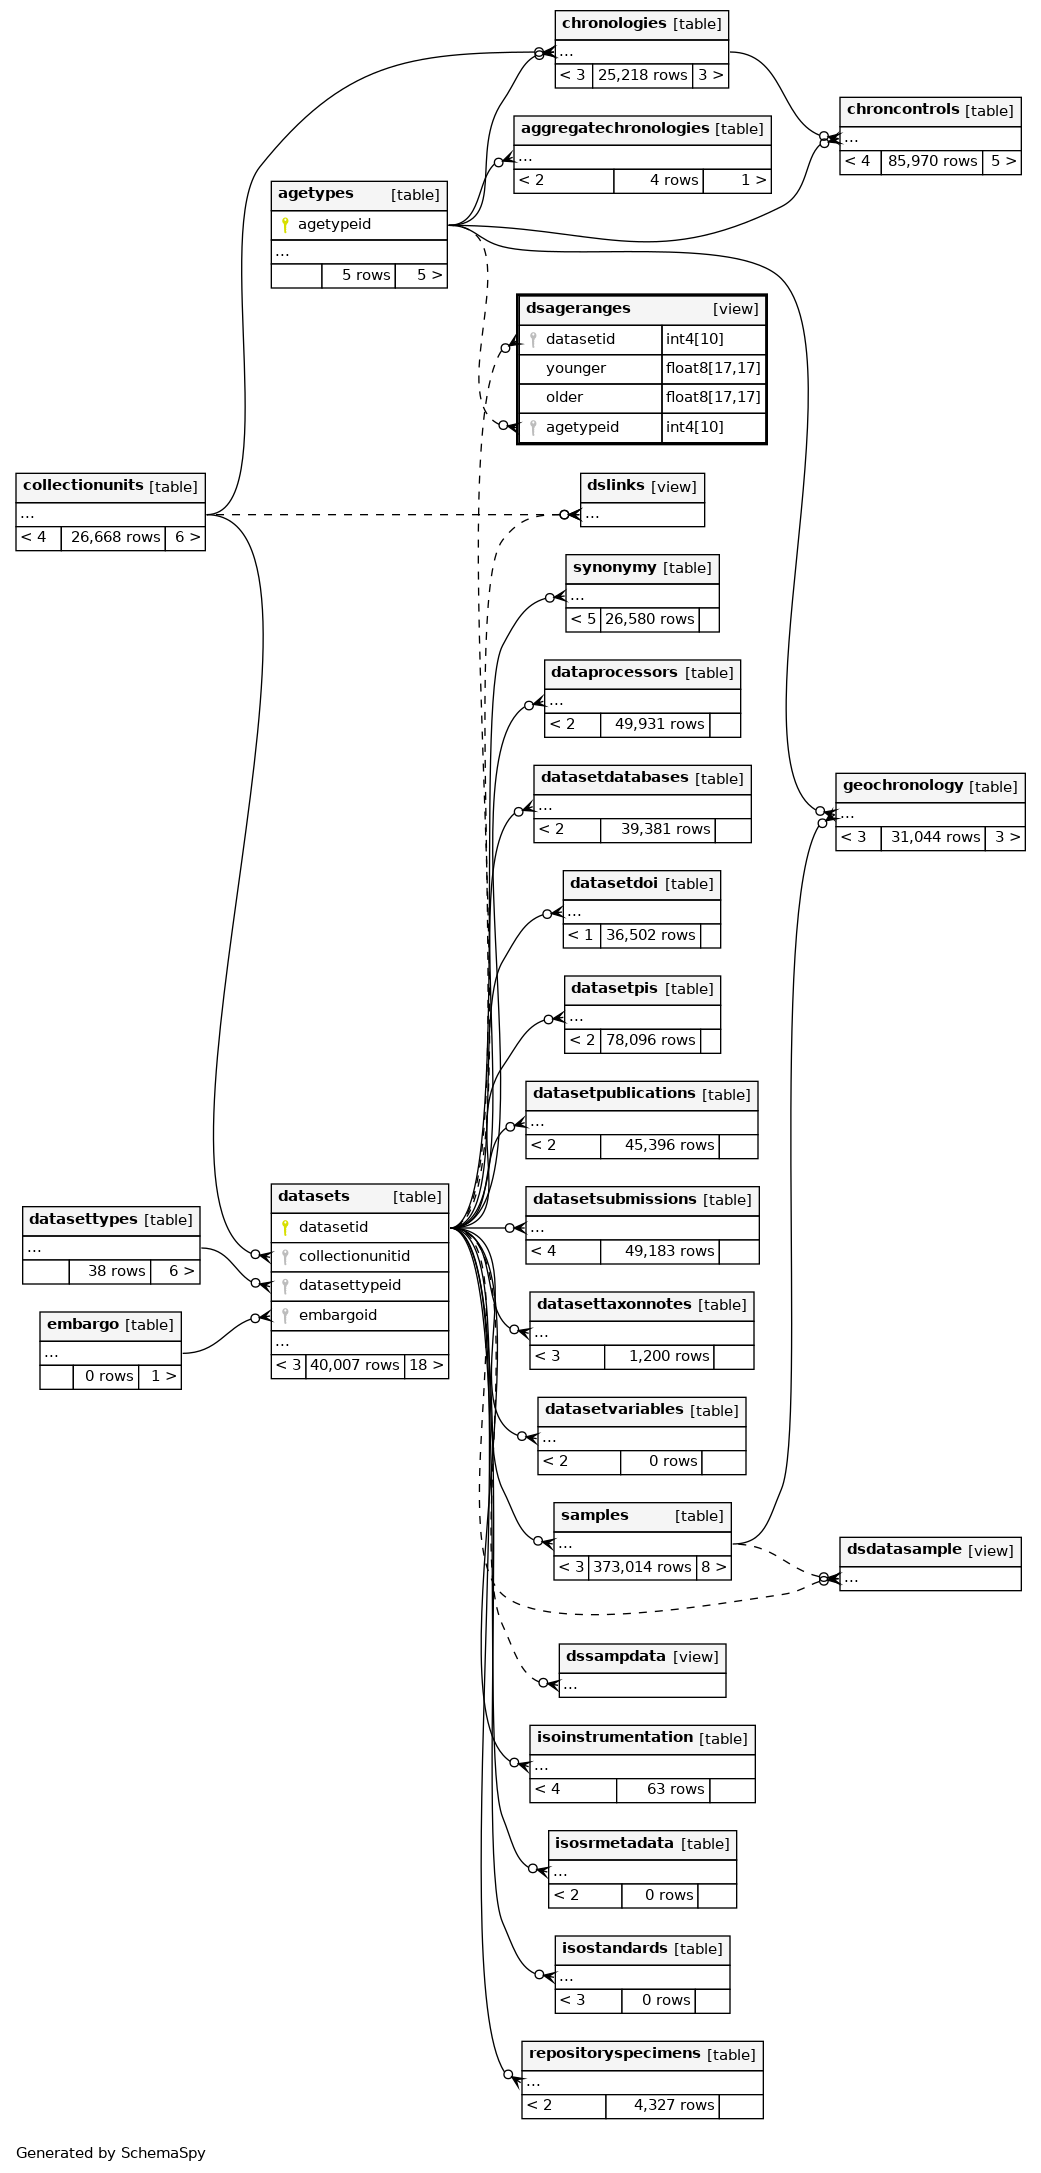 chronologies [table]
...
< 3 25,218 rows 3 >
chroncontrols [table]
...
< 4 85,970 rows 5 >
aggregatechronologies [table]
...
< 2 4 rows 1 >
agetypes [table]
agetypeid
...
5 rows 5 >
dsageranges [view]
datasetid int4[10]
younger float8[17,17]
older float8[17,17]
agetypeid int4[10]
collectionunits [table]
...
< 4 26,668 rows 6 >
dslinks [view]
...
synonymy [table]
...
< 5 26,580 rows
dataprocessors [table]
...
< 2 49,931 rows
datasetdatabases [table]
...
< 2 39,381 rows
geochronology [table]
...
< 3 31,044 rows 3 >
datasetdoi [table]
...
< 1 36,502 rows
datasetpis [table]
...
< 2 78,096 rows
datasetpublications [table]
...
< 2 45,396 rows
datasetsubmissions [table]
...
< 4 49,183 rows
datasets [table]
datasetid
collectionunitid
datasettypeid
embargoid
...
< 3 40,007 rows 18 >
datasettypes [table]
...
38 rows 6 >
embargo [table]
...
0 rows 1 >
datasettaxonnotes [table]
...
< 3 1,200 rows
datasetvariables [table]
...
< 2 0 rows
samples [table]
...
< 3 373,014 rows 8 >
dsdatasample [view]
...
dssampdata [view]
...
isoinstrumentation [table]
...
< 4 63 rows
isosrmetadata [table]
...
< 2 0 rows
isostandards [table]
...
< 3 0 rows
repositoryspecimens [table]
...
< 2 4,327 rows
Generated by SchemaSpy